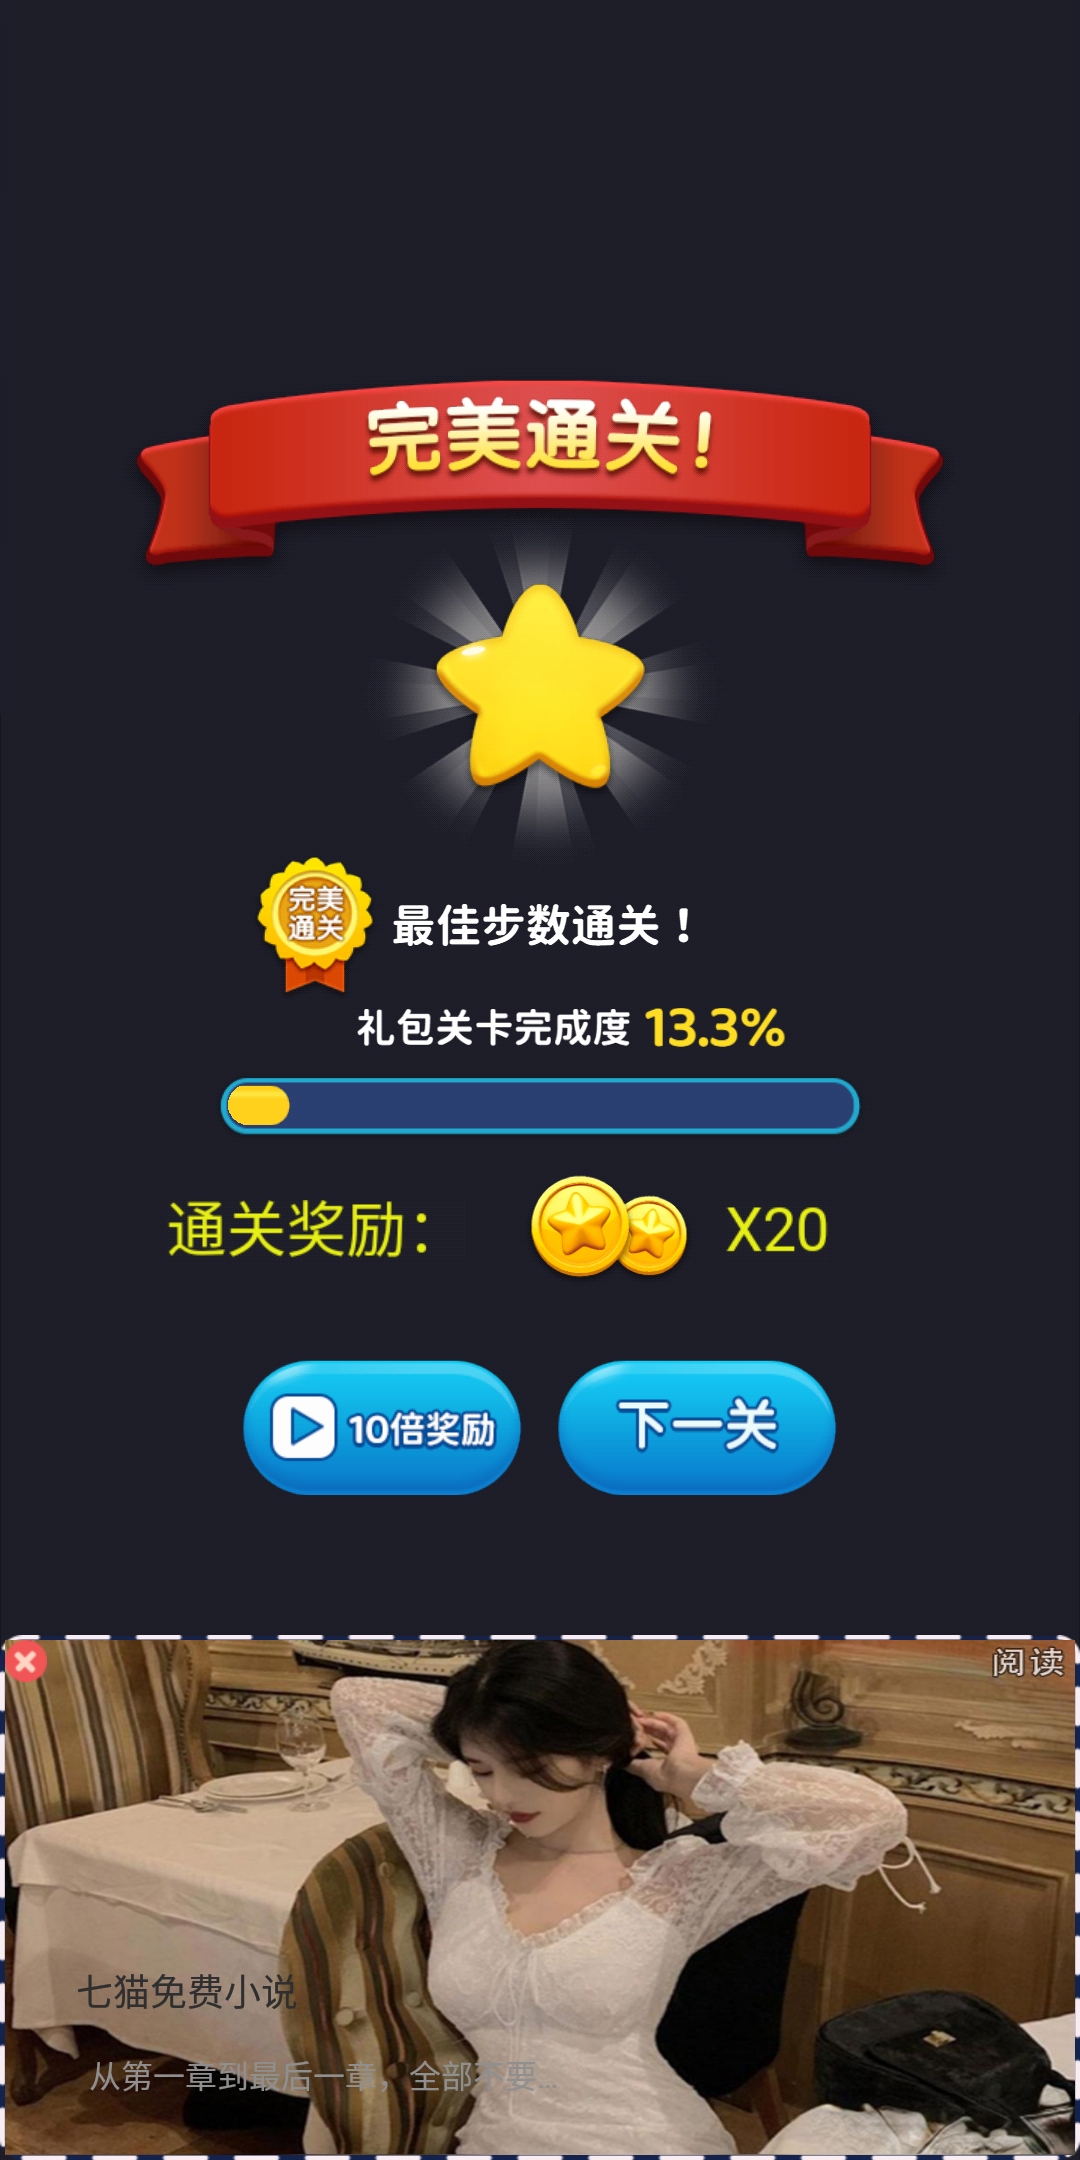 完美通关！
完美
通关
最佳步数通关！
礼包关卡完成度 13.3%
通关奖励： X20
10倍奖励
下一关
阅读
七猫免费小说
从第一章到最后一章，全部不要...